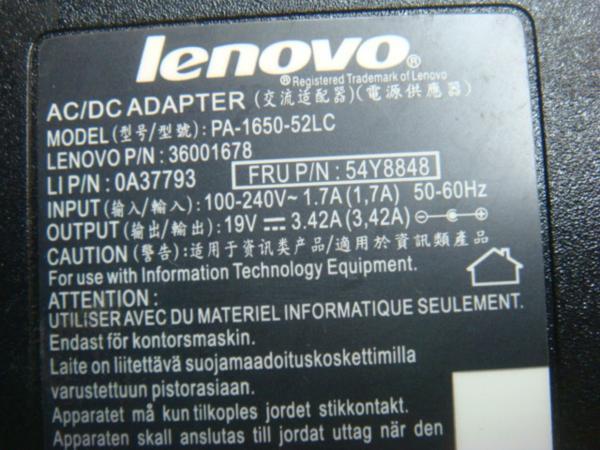 lenovo®
®Registered Trademark of Lenovo
AC/DC ADAPTER (交流适配器)(電源供應器)
MODEL (型号/型號): PA-1650-52LC
LENOVO P/N : 36001678
LI P/N : 0A37793 FRU P/N : 54Y8848
INPUT (输入/輸入): 100-240V~ 1.7A (1,7A) 50-60Hz
OUTPUT (输出/輸出): 19V⎓3.42A (3,42A)
CAUTION (警告):适用于资讯类产品/適用於資訊類產品
For use with Information Technology Equipment.
ATTENTION :
UTILISER AVEC DU MATERIEL INFORMATIQUE SEULEMENT.
Endast för kontorsmaskin.
Laite on liitettävä suojamaadoituskoskettimilla
varustettuun pistorasiaan.
Apparatet må kun tilkoples jordet stikkontakt.
Apparaten skall anslutas till jordat uttag när den